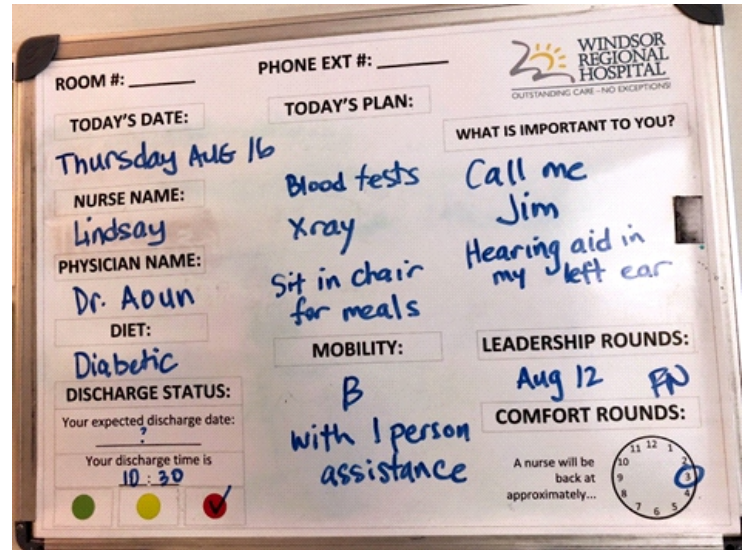 ROOM #: ______
PHONE EXT #: ______
WINDSOR
REGIONAL
HOSPITAL
OUTSTANDING CARE – NO EXCEPTIONS!
TODAY'S DATE:
Thursday AUG 16
NURSE NAME:
Lindsay
PHYSICIAN NAME:
Dr. Aoun
DIET:
Diabetic
DISCHARGE STATUS:
Your expected discharge date:
?
Your discharge time is
10:30
TODAY'S PLAN:
Blood tests
Xray
Sit in chair
for meals
MOBILITY:
B
with 1 person
assistance
WHAT IS IMPORTANT TO YOU?
Call me
Jim
Hearing aid in
my left ear
LEADERSHIP ROUNDS:
Aug 12 FN
COMFORT ROUNDS:
A nurse will be
back at
approximately...
11 12 1
10 2
9 3
8 4
7 6 5